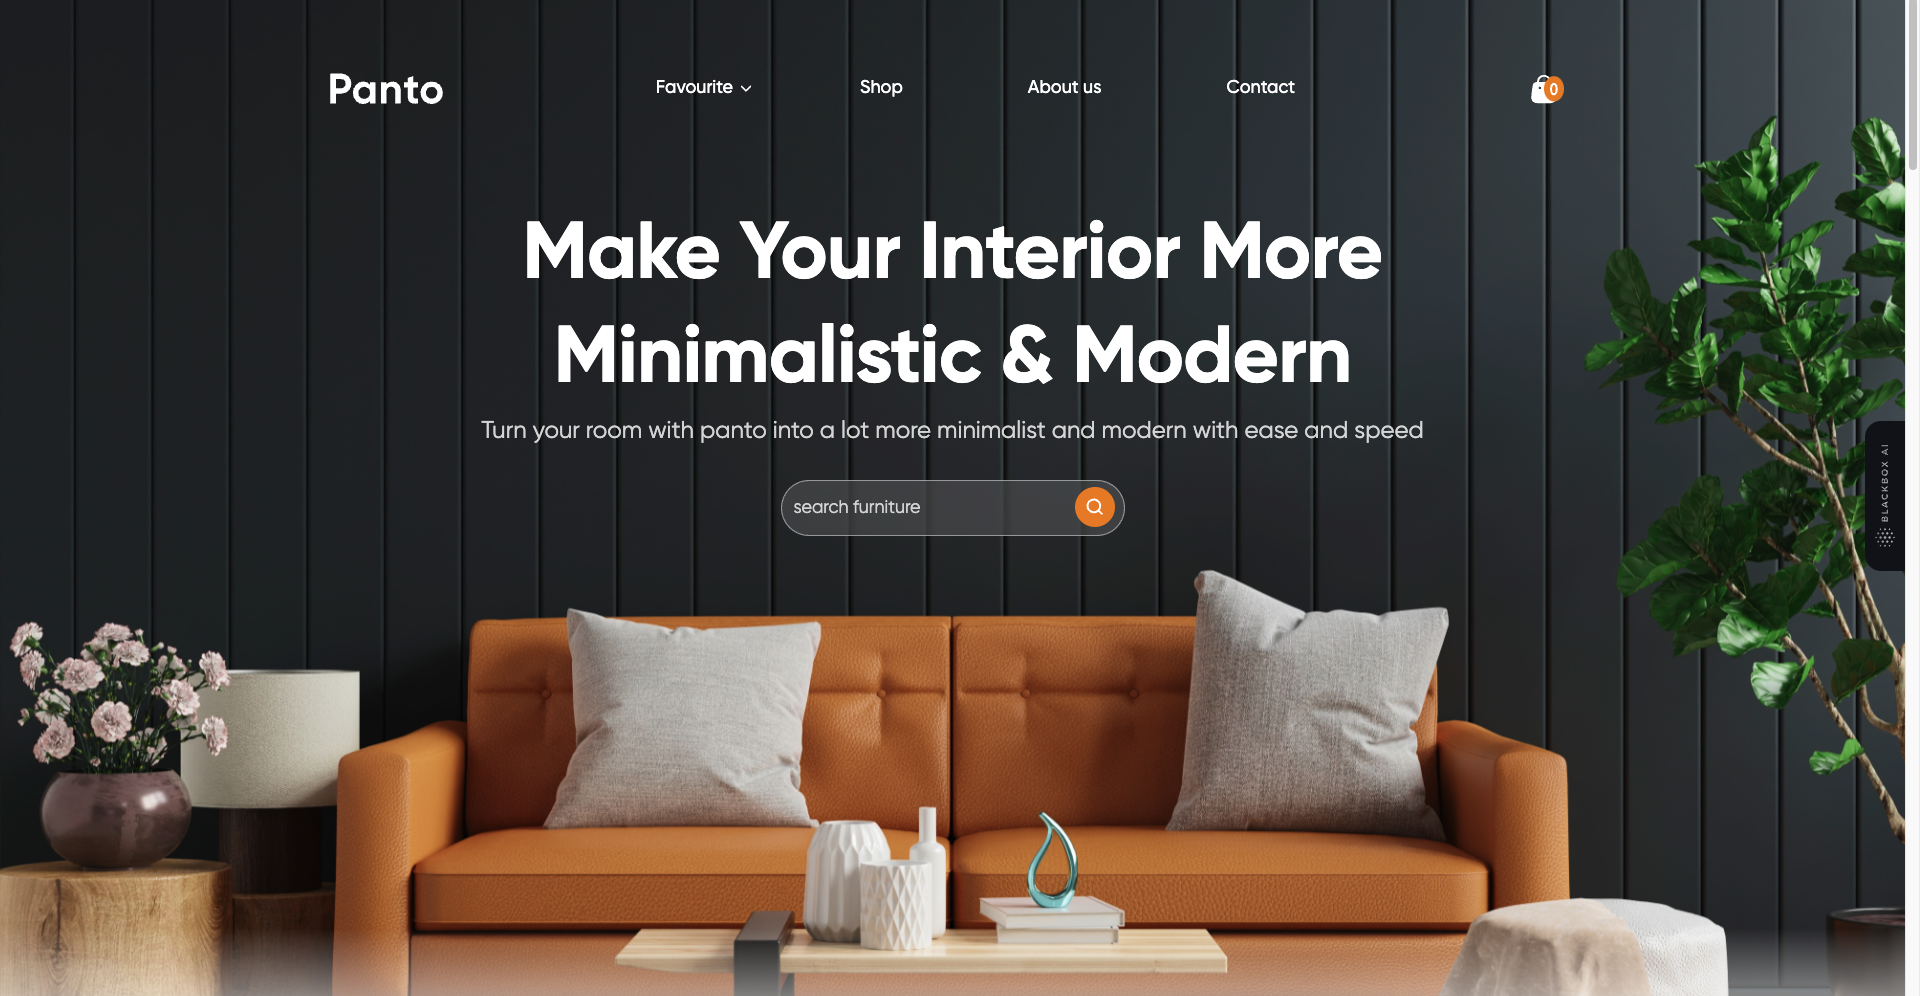 Panto
Favourite
Shop
About us
Contact
0
Make Your Interior More
Minimalistic & Modern
Turn your room with panto into a lot more minimalist and modern with ease and speed
search furniture
BLACKBOX AI